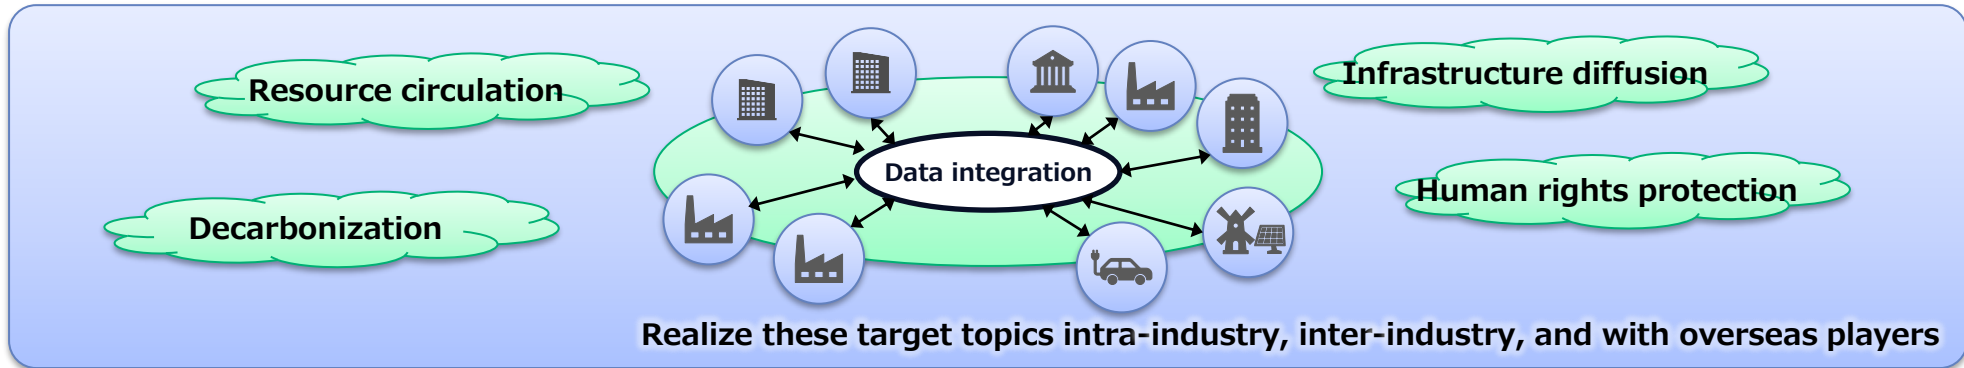 Resource circulation
Infrastructure diffusion
Data integration
Decarbonization
Human rights protection
Realize these target topics intra-industry, inter-industry, and with overseas players